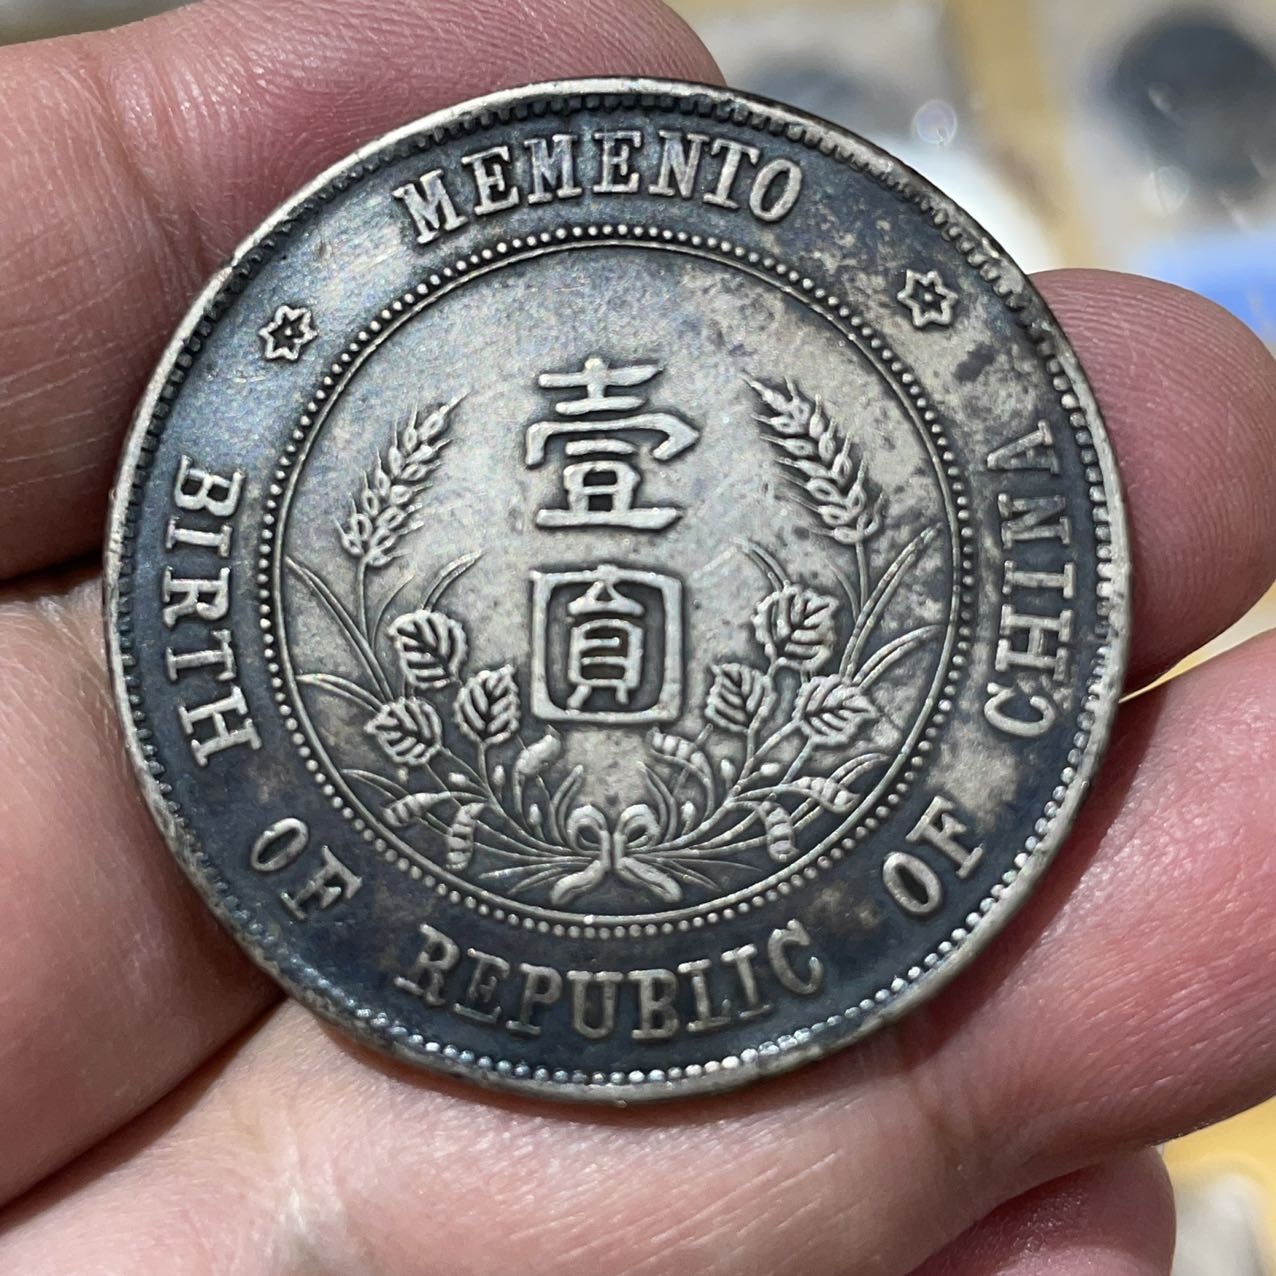 MEMENTO
壹圓
BIRTH OF REPUBLIC OF CHINA